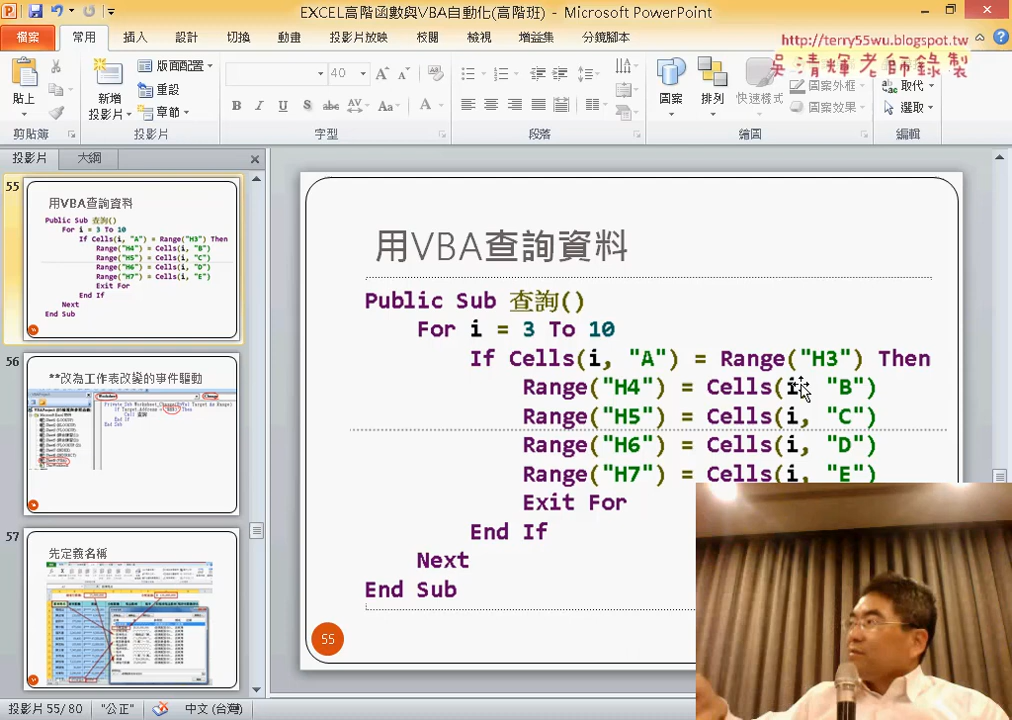 EXCEL高階函數與VBA自動化(高階班) - Microsoft PowerPoint
檔案 常用 插入 設計 切換 動畫 投影片放映 校閱 檢視 增益集 分鏡腳本
http://terry55wu.blogspot.tw
吳清輝老師錄製
貼上 新增 投影片 版面配置 重設 章節 40 圖案 排列 快速樣式 圖案外框 圖案效果 取代 選取
B I U S abc AV Aa A
剪貼簿 投影片 字型 段落 繪圖 編輯
投影片 大綱
55
用VBA查詢資料
Public Sub 查詢()
For i = 3 To 10
If Cells(i, "A") = Range("H3") Then
Range("H4") = Cells(i, "B")
Range("H5") = Cells(i, "C")
Range("H6") = Cells(i, "D")
Range("H7") = Cells(i, "E")
Exit For
End If
Next
End Sub
56
**改為工作表改變的事件驅動
57
先定義名稱
用VBA查詢資料
Public Sub 查詢()
For i = 3 To 10
If Cells(i, "A") = Range("H3") Then
Range("H4") = Cells(i, "B")
Range("H5") = Cells(i, "C")
Range("H6") = Cells(i, "D")
Range("H7") = Cells(i, "E")
Exit For
End If
Next
End Sub
55
投影片 55/80 "公正" 中文 (台灣)